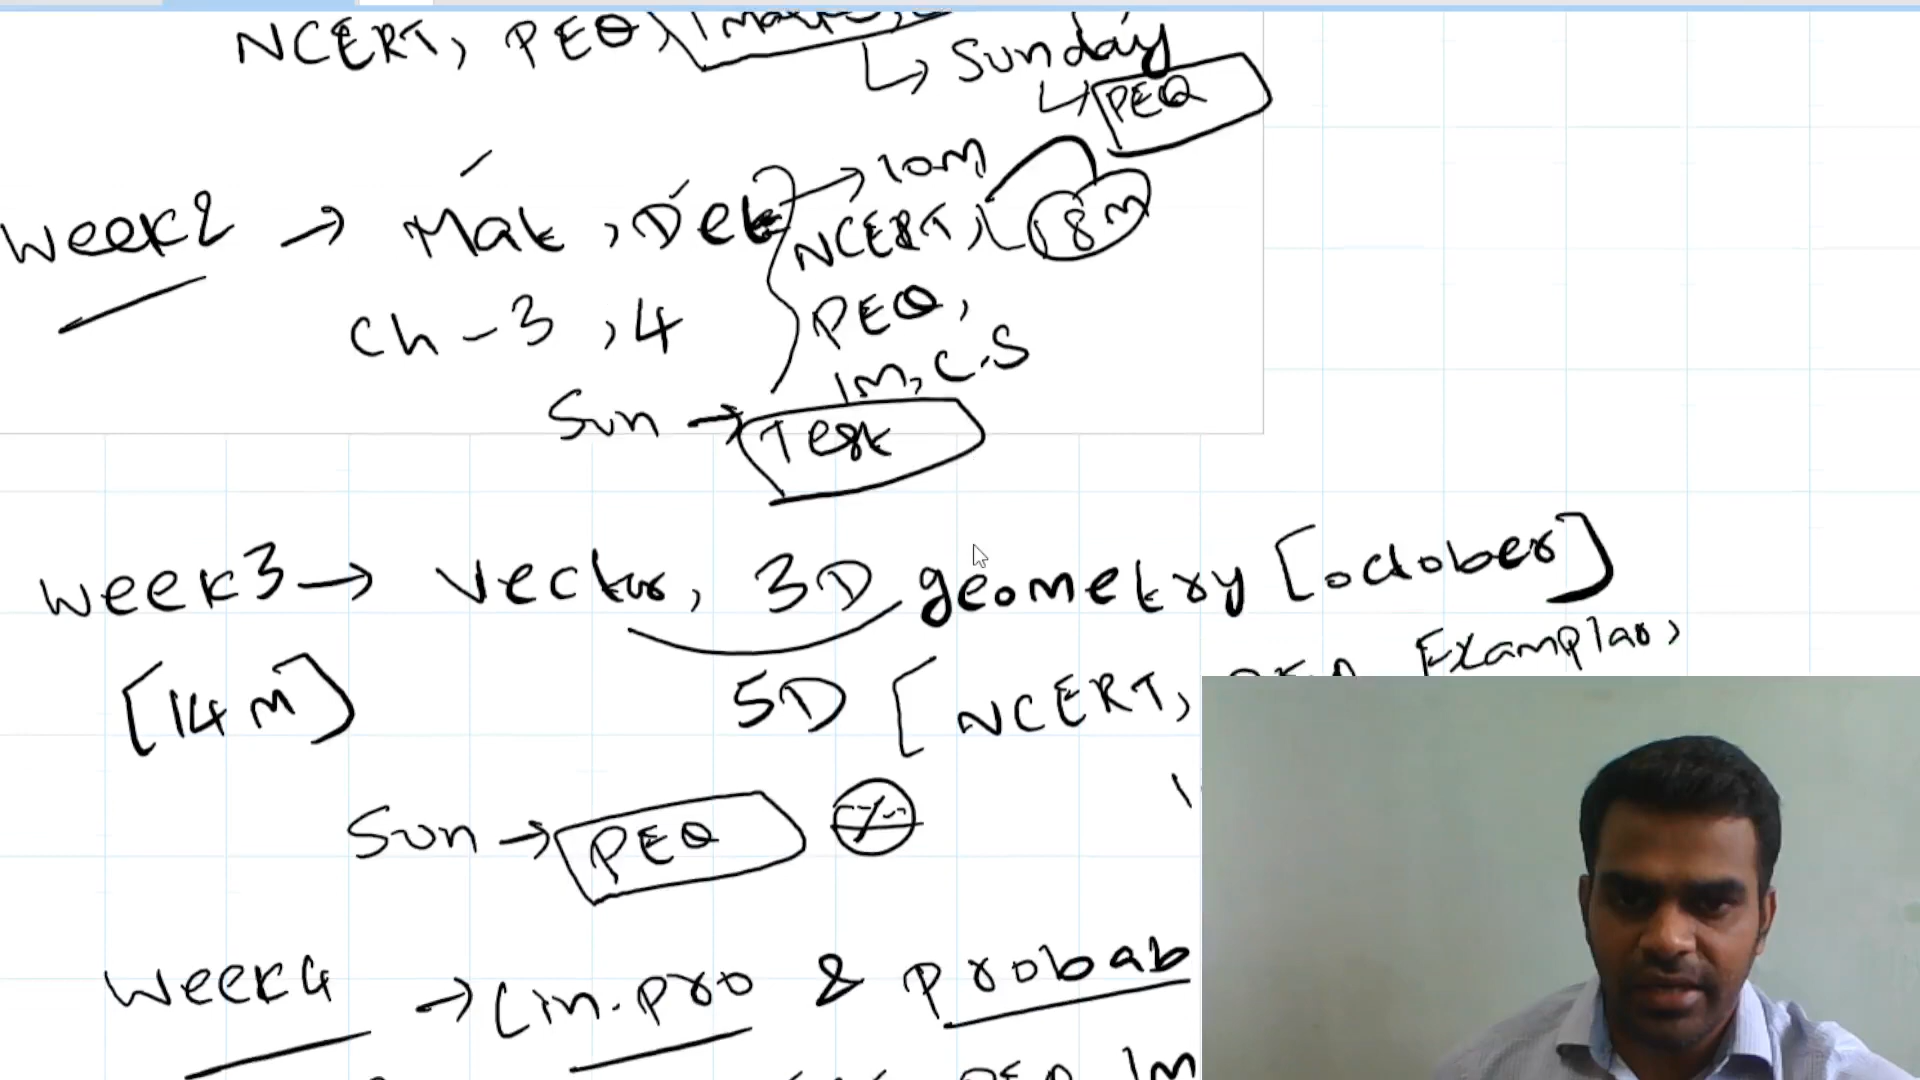 NCERT, PEQ,
Sunday
PEQ
Week2 → Mat, Det → 10M
NCERT, 18M
Ch-3, 4
PEQ,
1M, C.S
Sun → Test
week3 → Vector, 3D geometry [october]
[14M] 5D [NCERT, Examplar,
Sun → PEQ
Week4 → Lin.pro & probab